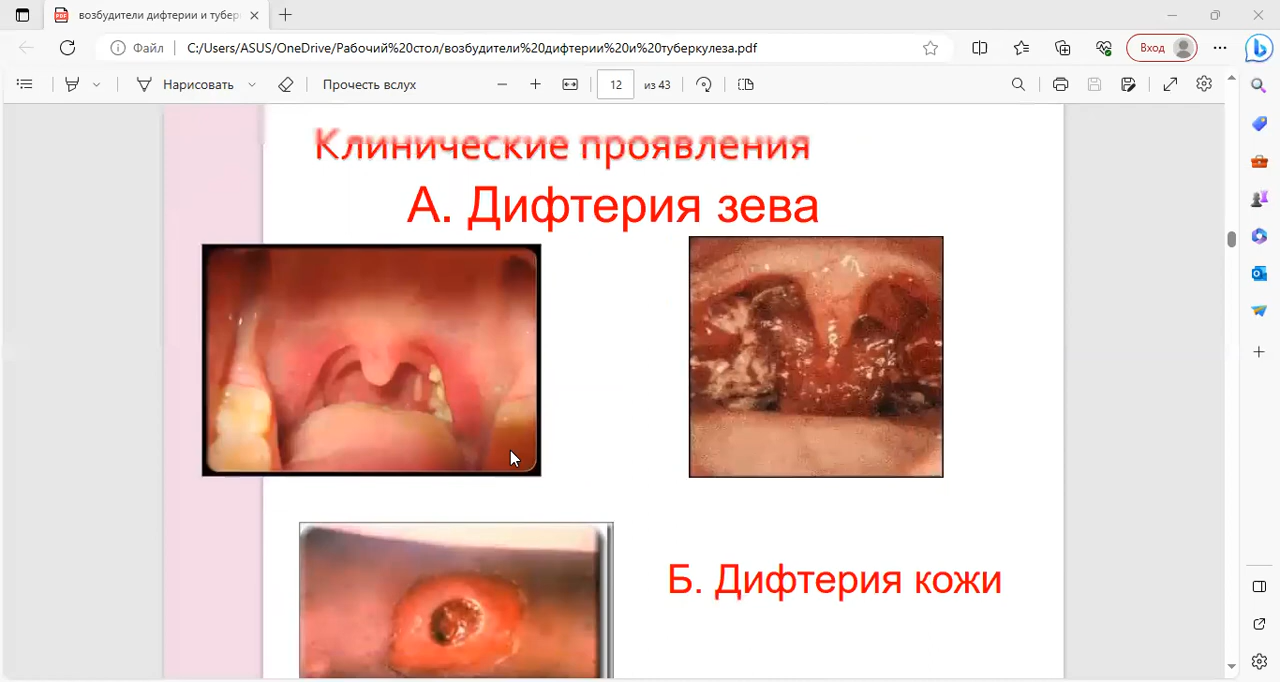 возбудители дифтерии и тубер
Файл
C:/Users/ASUS/OneDrive/Рабочий%20стол/возбудители%20дифтерии%20и%20туберкулеза.pdf
Вход
Нарисовать
Прочесть вслух
12 из 43
Клинические проявления
А. Дифтерия зева
Б. Дифтерия кожи